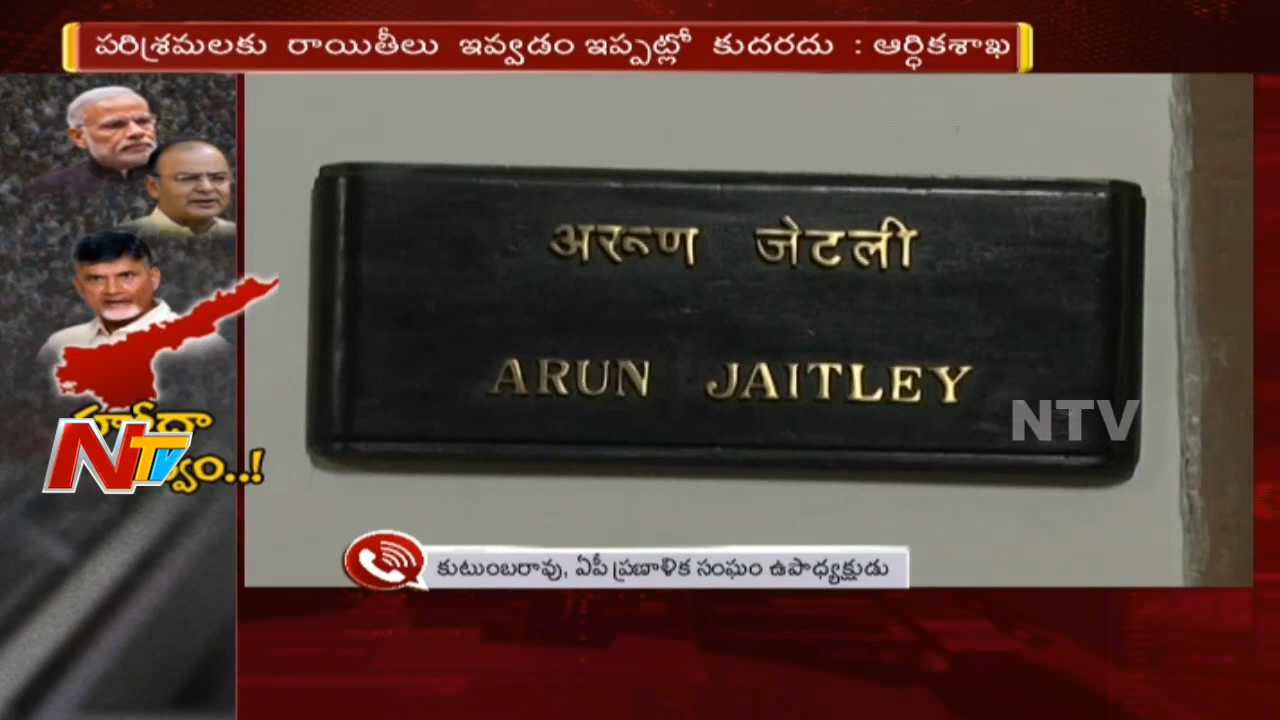 పరిశ్రమలకు రాయితీలు ఇవ్వడం ఇప్పట్లో కుదరదు : ఆర్ధికశాఖ
अरूण जेटली
ARUN JAITLEY
NTV
NTV
కుటుంబరావు, ఏపీ ప్రణాళిక సంఘం ఉపాధ్యక్షుడు